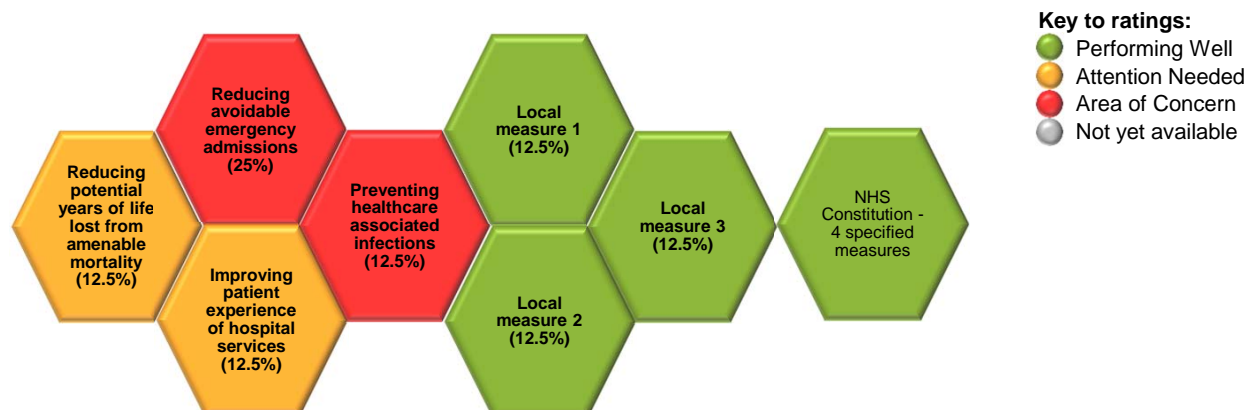 Key to ratings:
Performing Well
Attention Needed
Area of Concern
Not yet available
Reducing
avoidable
emergency
admissions
(25%)
Local
measure 1
(12.5%)
Reducing
potential
years of life
lost from
amenable
mortality
(12.5%)
Preventing
healthcare
associated
infections
(12.5%)
Local
measure 3
(12.5%)
NHS
Constitution -
4 specified
measures
Improving
patient
experience
of hospital
services
(12.5%)
Local
measure 2
(12.5%)